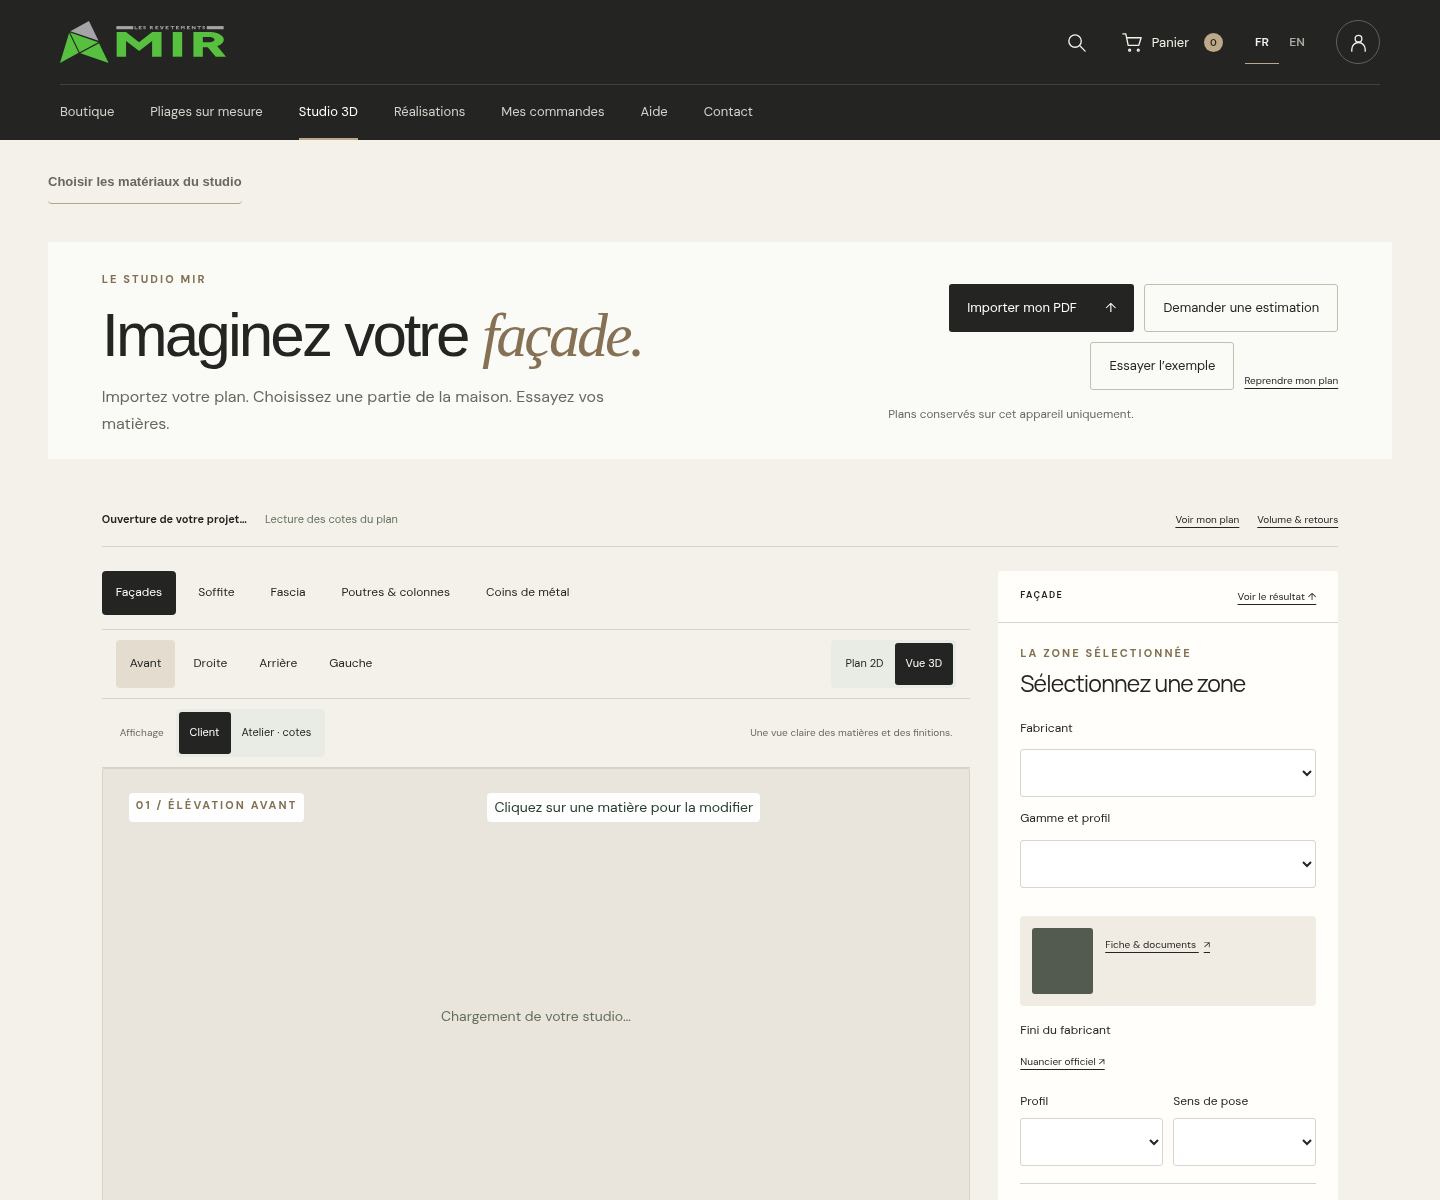 LES REVETEMENTS
MIR
Panier
0
FR
EN
Boutique
Pliages sur mesure
Studio 3D
Réalisations
Mes commandes
Aide
Contact
Choisir les matériaux du studio
LE STUDIO MIR
Imaginez votre façade.
Importez votre plan. Choisissez une partie de la maison. Essayez vos
matières.
Importer mon PDF ↑
Demander une estimation
Essayer l’exemple
Reprendre mon plan
Plans conservés sur cet appareil uniquement.
Ouverture de votre projet…
Lecture des cotes du plan
Voir mon plan
Volume & retours
Façades
Soffite
Fascia
Poutres & colonnes
Coins de métal
Avant
Droite
Arrière
Gauche
Plan 2D
Vue 3D
Affichage
Client
Atelier · cotes
Une vue claire des matières et des finitions.
01 / ÉLÉVATION AVANT
Cliquez sur une matière pour la modifier
Chargement de votre studio…
FAÇADE
Voir le résultat ↑
LA ZONE SÉLECTIONNÉE
Sélectionnez une zone
Fabricant
Gamme et profil
Fiche & documents ↗
Fini du fabricant
Nuancier officiel ↗
Profil
Sens de pose